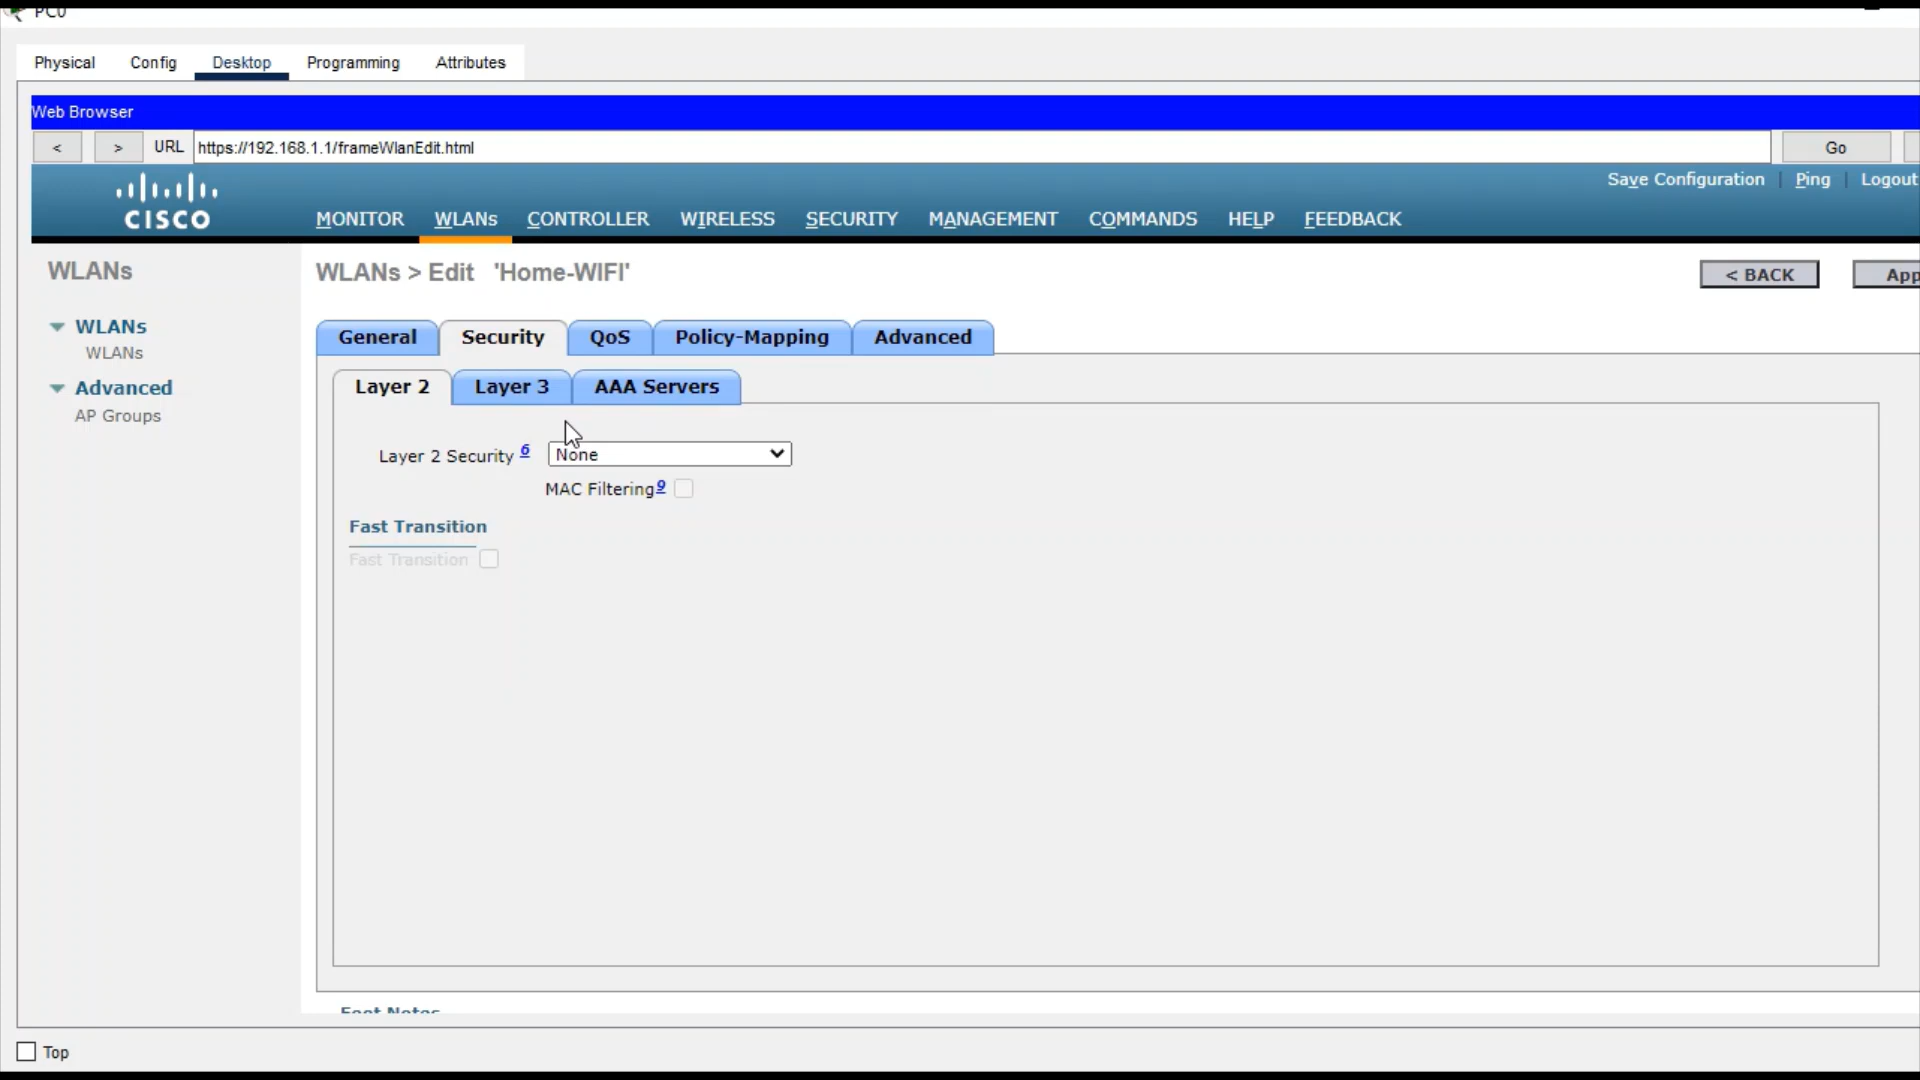 PC0
Physical Config Desktop Programming Attributes
Web Browser
< > URL https://192.168.1.1/frameWlanEdit.html Go
Save Configuration Ping Logout
CISCO
MONITOR WLANs CONTROLLER WIRELESS SECURITY MANAGEMENT COMMANDS HELP FEEDBACK
WLANs
WLANs > Edit 'Home-WIFI'
< BACK App
WLANs
WLANs
Advanced
AP Groups
General Security QoS Policy-Mapping Advanced
Layer 2 Layer 3 AAA Servers
Layer 2 Security 6 None
MAC Filtering9
Fast Transition
Fast Transition
Foot Notes
Top